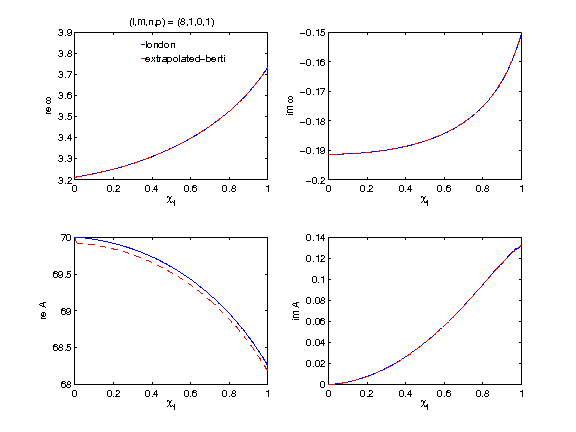 (l,m,n,p) = (8,1,0,1)
3.9
3.8
3.7
3.6
3.5
3.4
3.3
3.2
re ω
london
extrapolated−berti
0 0.2 0.4 0.6 0.8 1
χf
−0.15
−0.16
−0.17
−0.18
−0.19
−0.2
im ω
0 0.2 0.4 0.6 0.8 1
χf
70
69.5
69
68.5
68
re A
0 0.2 0.4 0.6 0.8 1
χf
0.14
0.12
0.1
0.08
0.06
0.04
0.02
0
im A
0 0.2 0.4 0.6 0.8 1
χf